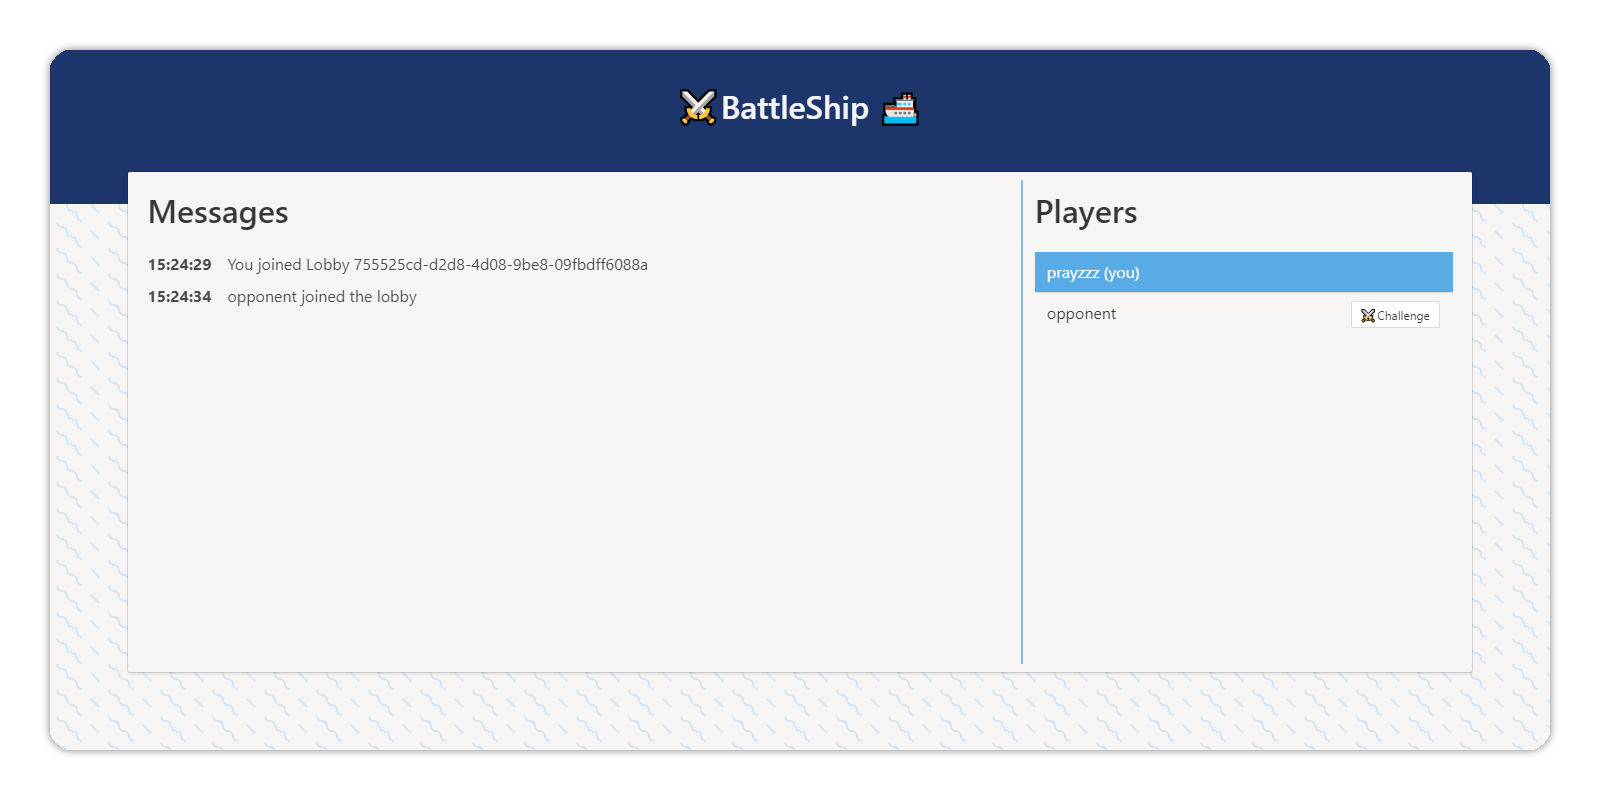 BattleShip
Messages
15:24:29 You joined Lobby 755525cd-d2d8-4d08-9be8-09fbdff6088a
15:24:34 opponent joined the lobby
Players
prayzzz (you)
opponent
Challenge